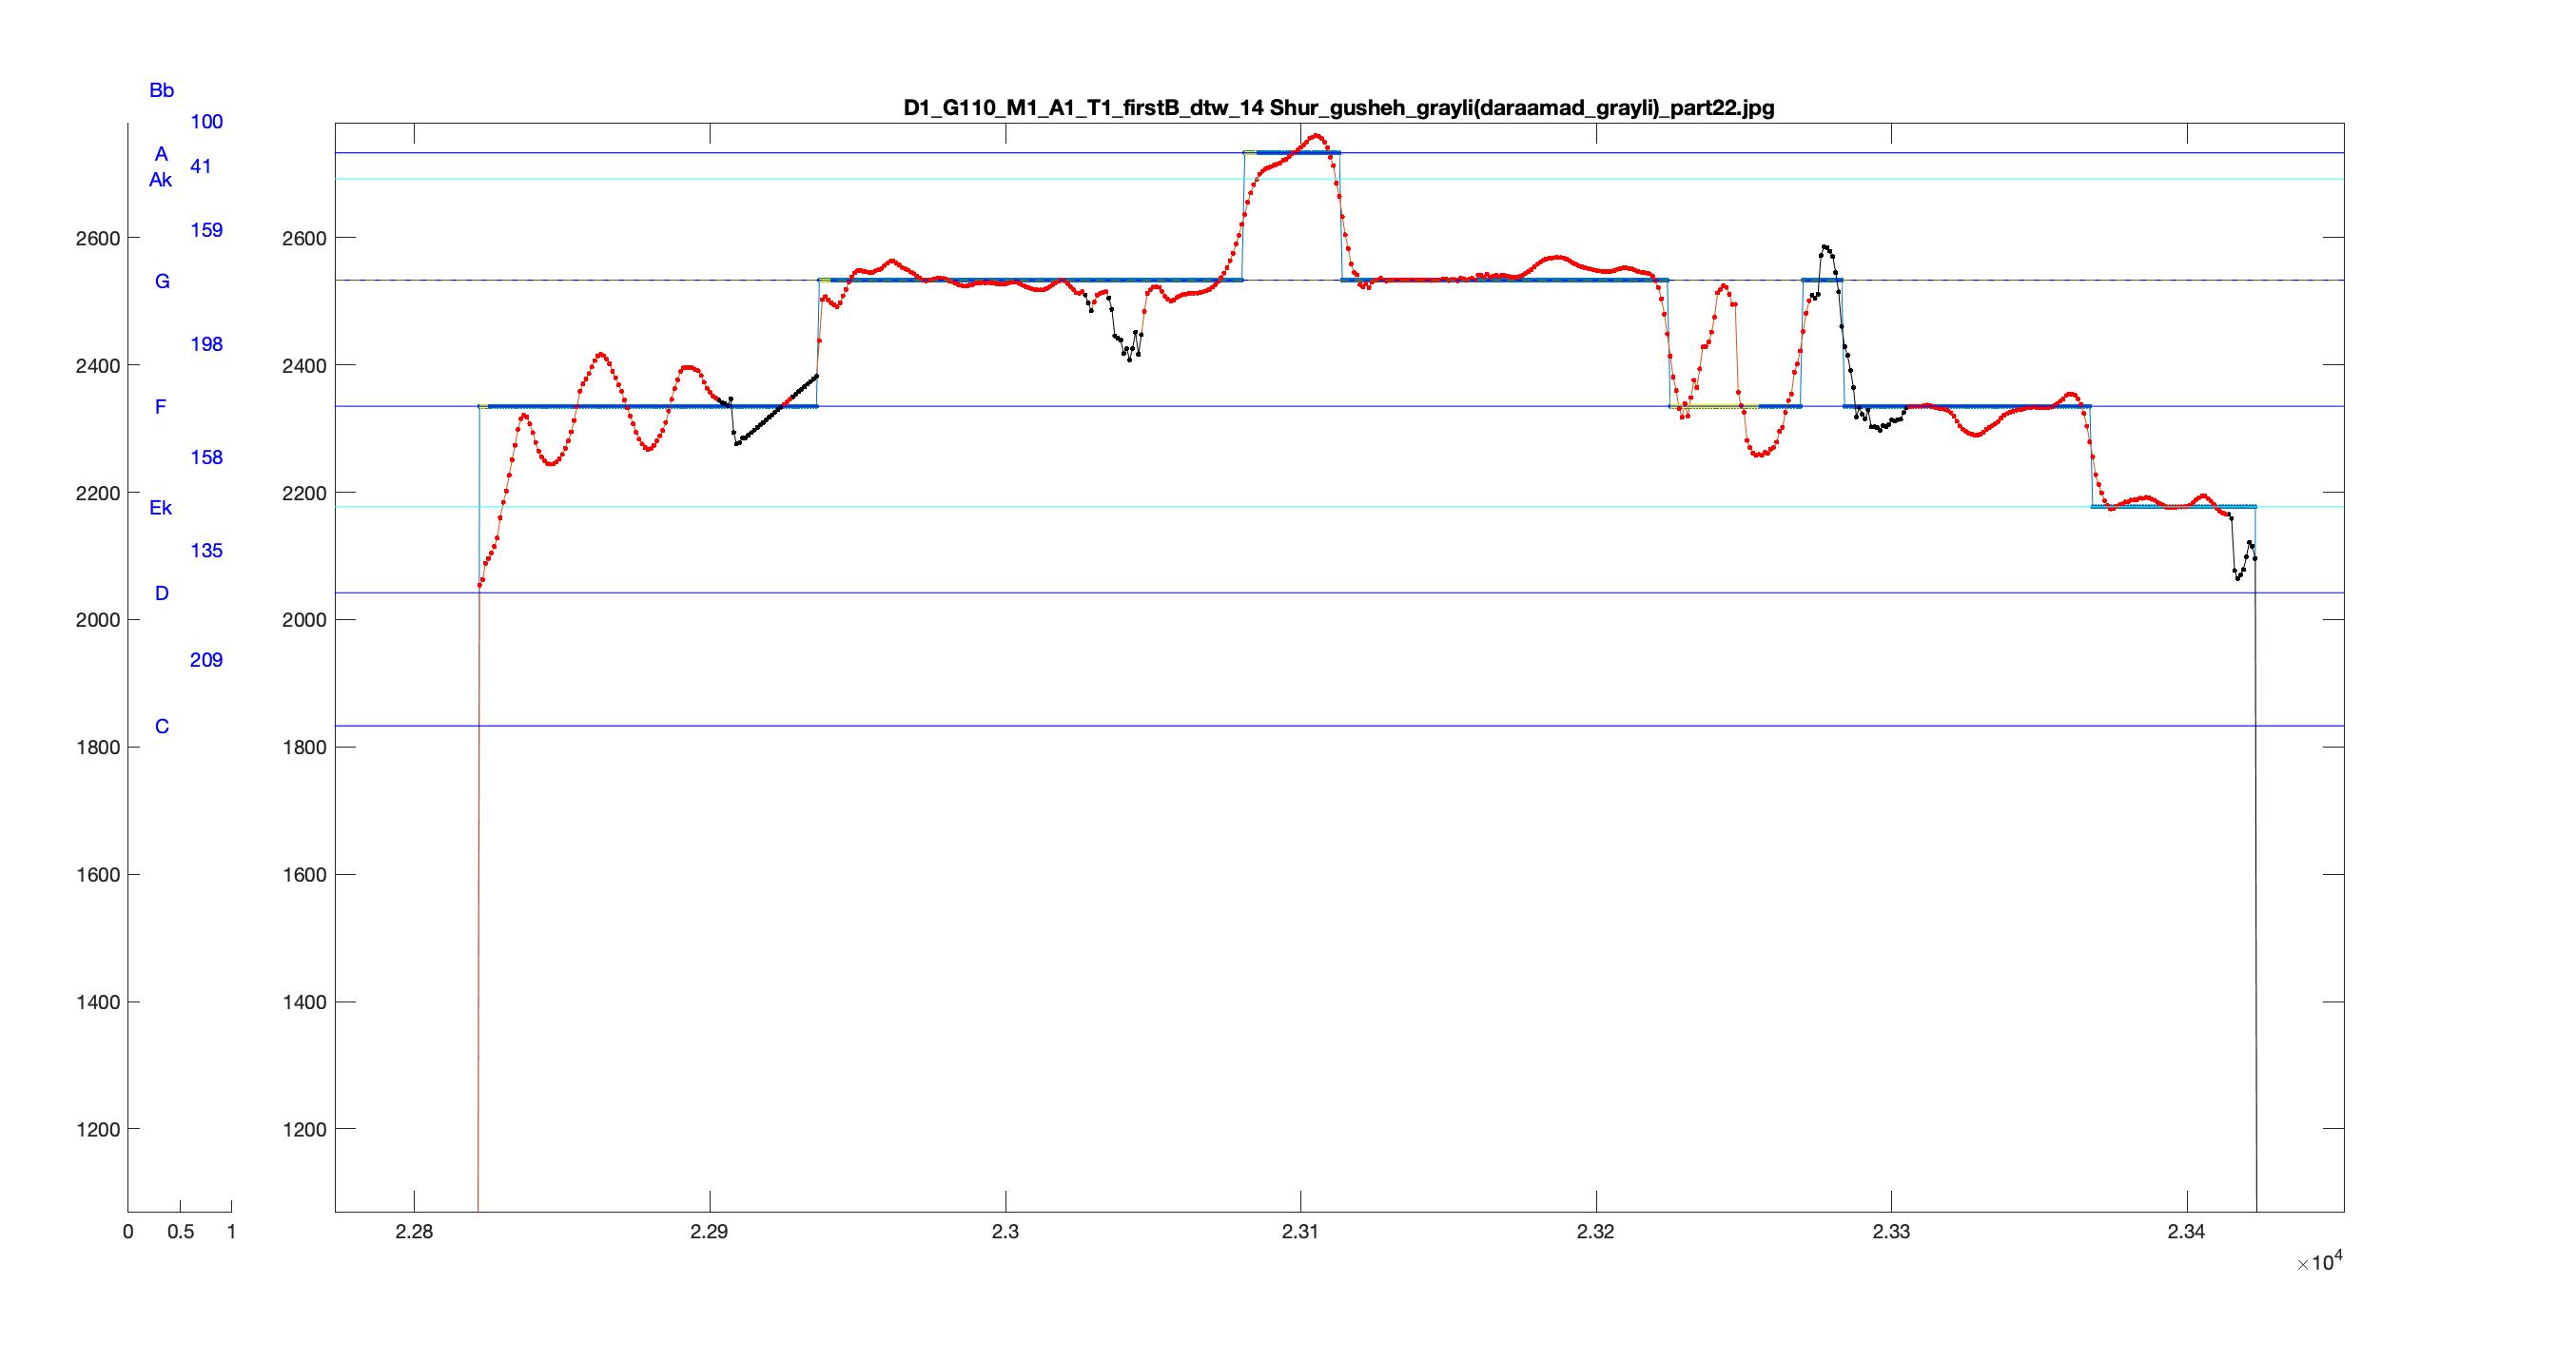 D1_G110_M1_A1_T1_firstB_dtw_14 Shur_gusheh_grayli(daraamad_grayli)_part22.jpg
Bb
100
A
41
Ak
159
2600
2600
G
198
2400
2400
F
158
2200
2200
Ek
135
D
2000
2000
209
C
1800
1800
1600
1600
1400
1400
1200
1200
0 0.5 1
2.28 2.29 2.3 2.31 2.32 2.33 2.34
×10⁴